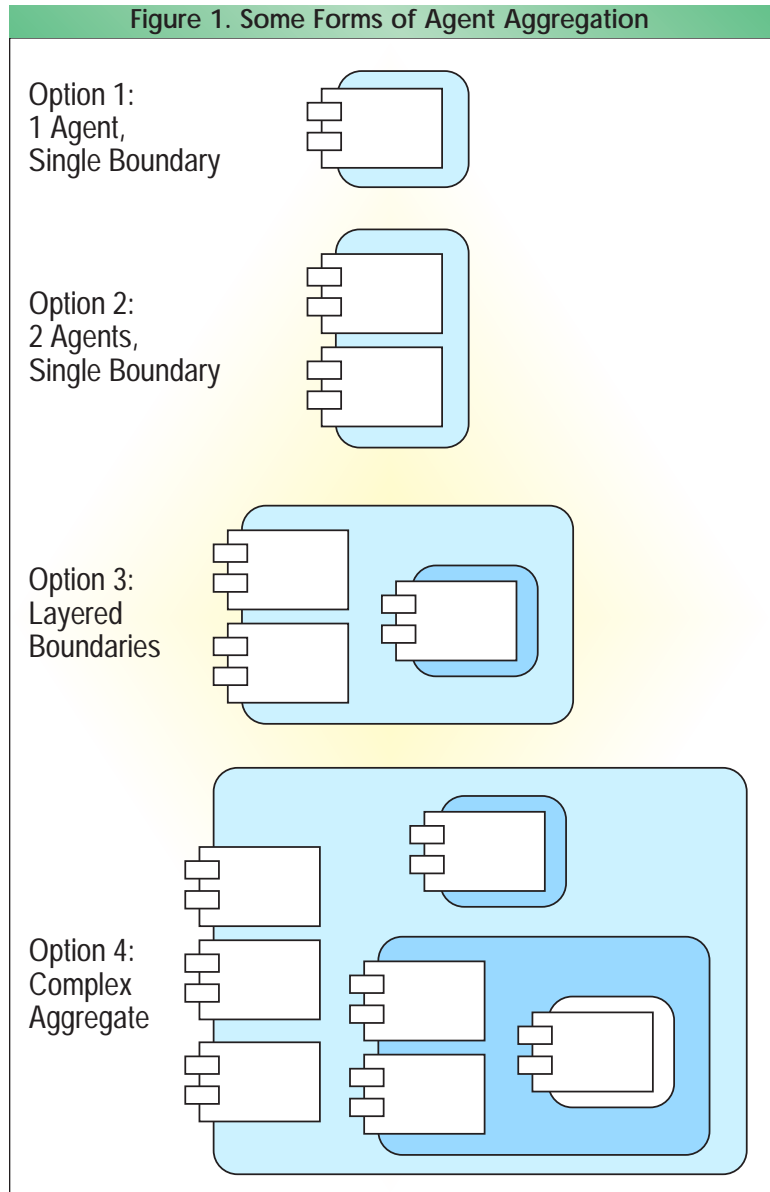 Figure 1. Some Forms of Agent Aggregation
Option 1:
1 Agent,
Single Boundary
Option 2:
2 Agents,
Single Boundary
Option 3:
Layered
Boundaries
Option 4:
Complex
Aggregate